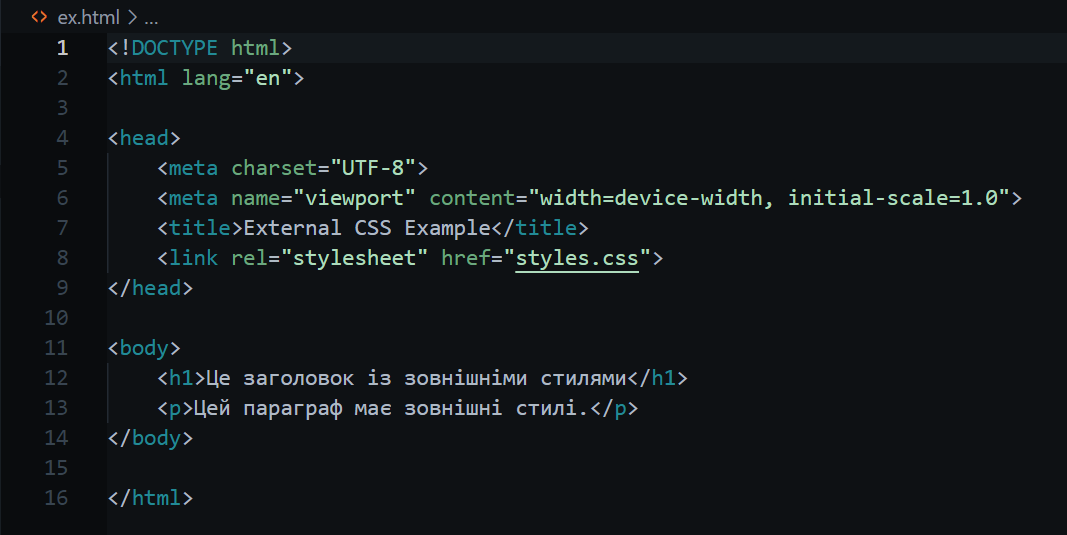 ex.html > ...
1 <!DOCTYPE html>
2 <html lang="en">
3
4 <head>
5     <meta charset="UTF-8">
6     <meta name="viewport" content="width=device-width, initial-scale=1.0">
7     <title>External CSS Example</title>
8     <link rel="stylesheet" href="styles.css">
9 </head>
10
11 <body>
12     <h1>Це заголовок із зовнішніми стилями</h1>
13     <p>Цей параграф має зовнішні стилі.</p>
14 </body>
15
16 </html>